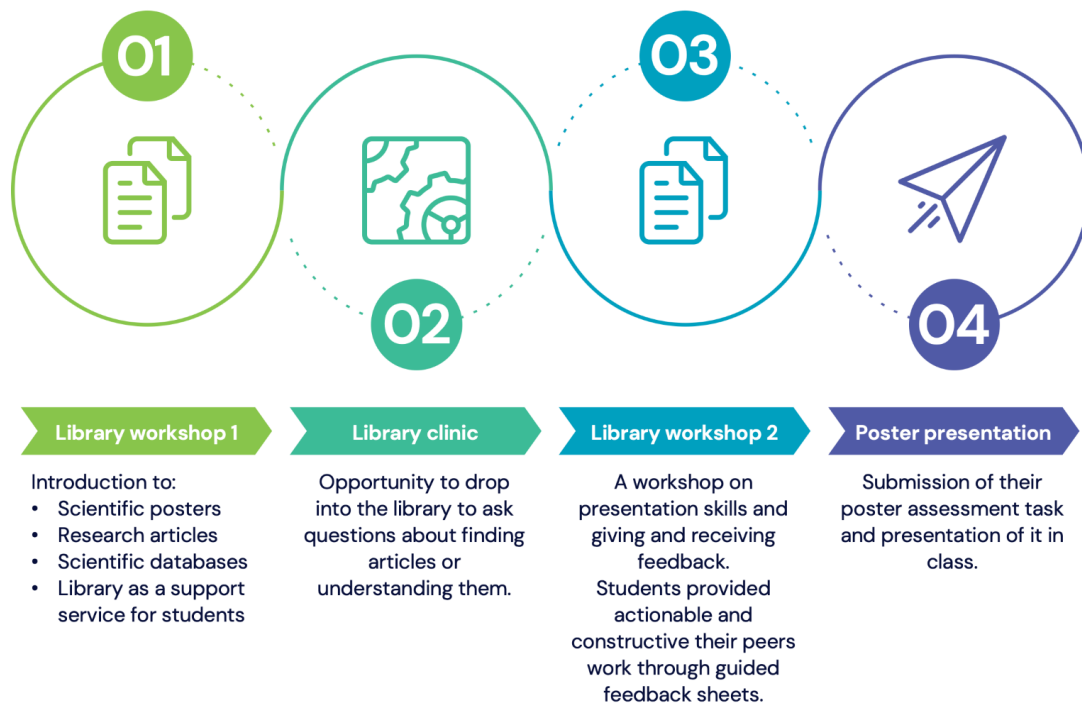 01
02
03
04
Library workshop 1
Introduction to:
• Scientific posters
• Research articles
• Scientific databases
• Library as a support
service for students
Library clinic
Opportunity to drop
into the library to ask
questions about finding
articles or
understanding them.
Library workshop 2
A workshop on
presentation skills and
giving and receiving
feedback.
Students provided
actionable and
constructive their peers
work through guided
feedback sheets.
Poster presentation
Submission of their
poster assessment task
and presentation of it in
class.